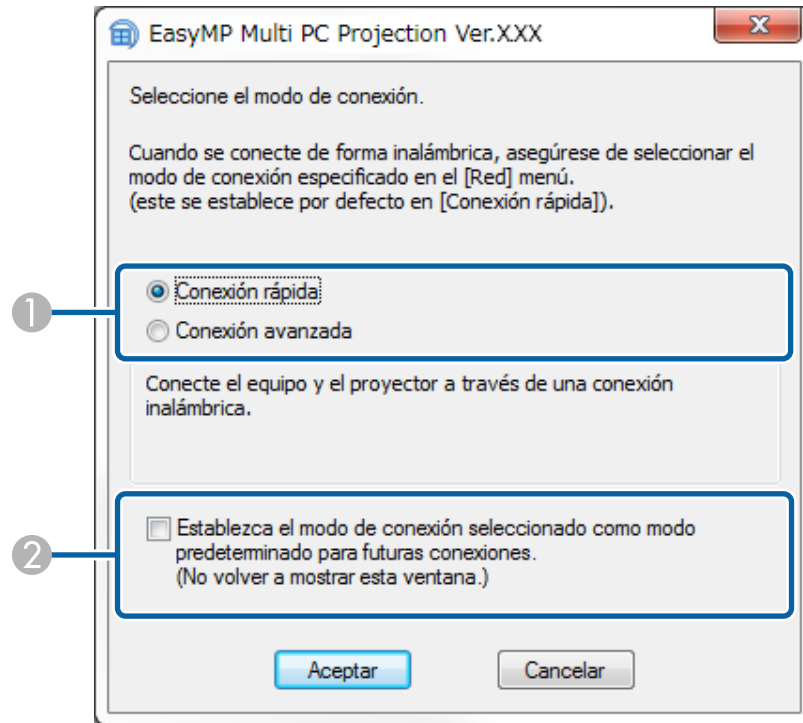 EasyMP Multi PC Projection Ver.X.XX
Seleccione el modo de conexión.
Cuando se conecte de forma inalámbrica, asegúrese de seleccionar el
modo de conexión especificado en el [Red] menú.
(este se establece por defecto en [Conexión rápida]).
1
Conexión rápida
Conexión avanzada
Conecte el equipo y el proyector a través de una conexión
inalámbrica.
2
Establezca el modo de conexión seleccionado como modo
predeterminado para futuras conexiones.
(No volver a mostrar esta ventana.)
Aceptar
Cancelar